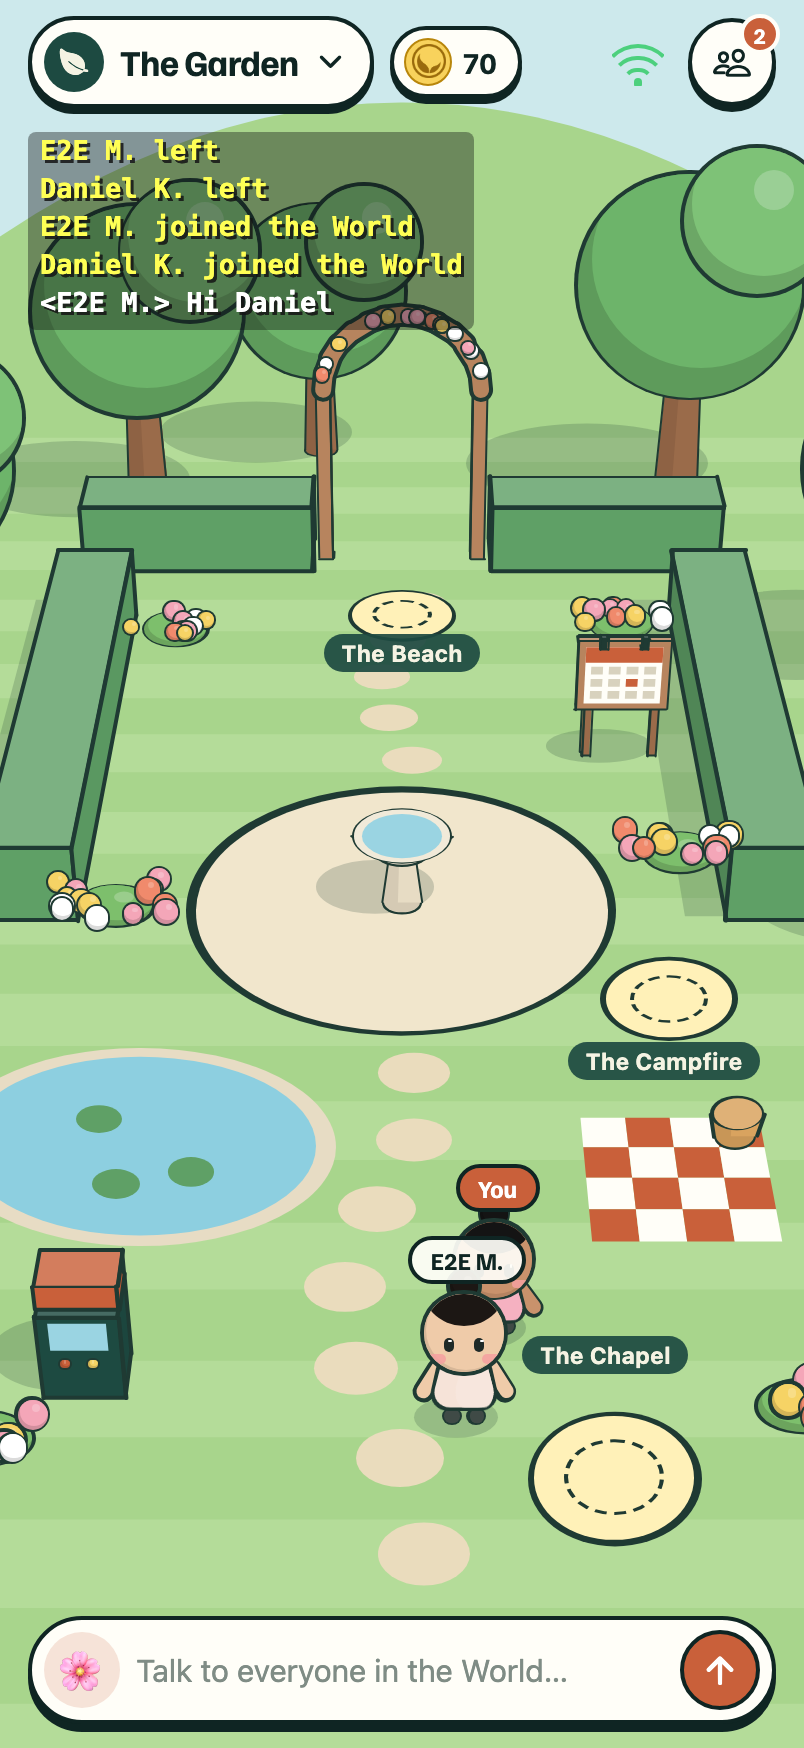 The Garden
70
2
E2E M. left
Daniel K. left
E2E M. joined the World
Daniel K. joined the World
<E2E M.> Hi Daniel
The Beach
The Campfire
You
E2E M.
The Chapel
Talk to everyone in the World...